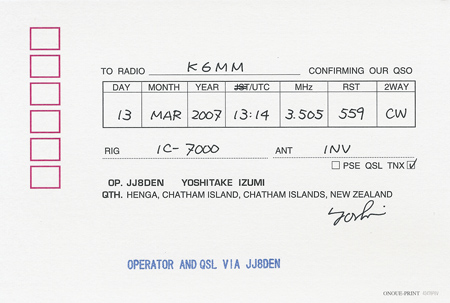 TO RADIO K6MM CONFIRMING OUR QSO
DAY MONTH YEAR JST/UTC MHz RST 2WAY
13 MAR 2007 13:14 3.505 559 CW
RIG IC-7000 ANT INV
☐ PSE QSL TNX ☑
OP. JJ8DEN YOSHITAKE IZUMI
QTH. HENGA, CHATHAM ISLAND, CHATHAM ISLANDS, NEW ZEALAND
Yoshi
OPERATOR AND QSL VIA JJ8DEN
ONOUE-PRINT